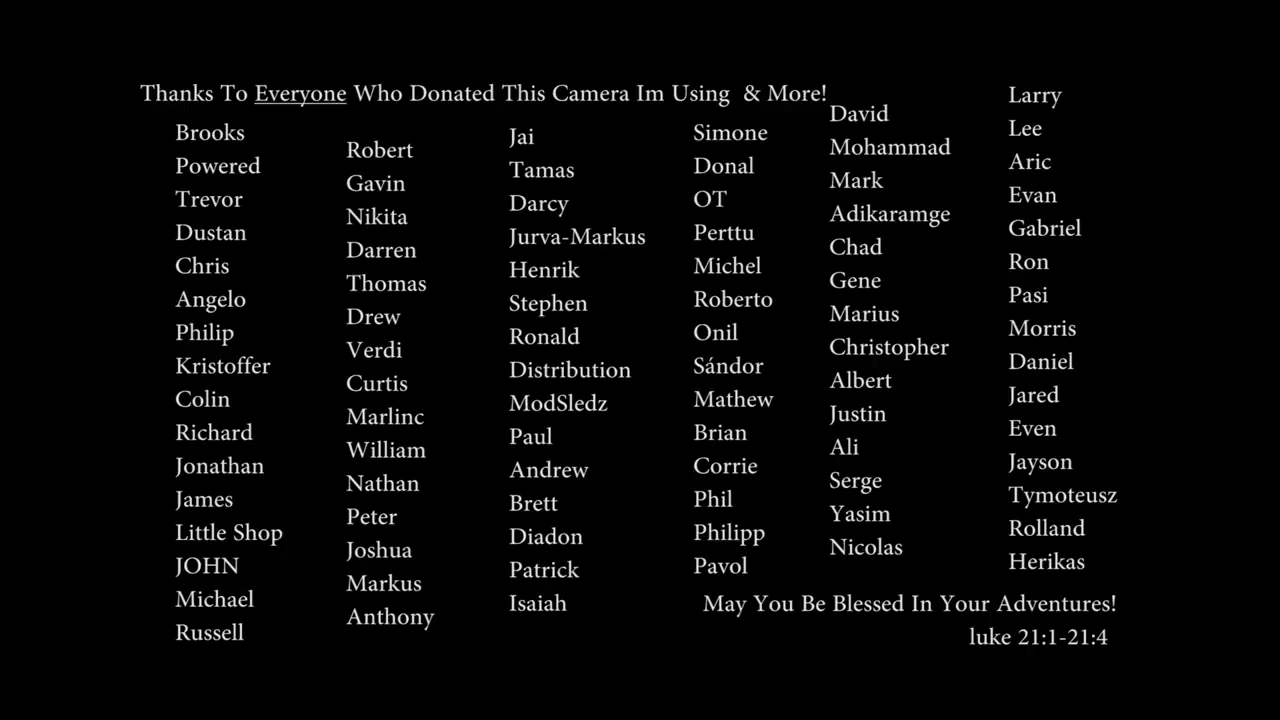 Thanks To Everyone Who Donated This Camera Im Using & More!
Brooks
Powered
Trevor
Dustan
Chris
Angelo
Philip
Kristoffer
Colin
Richard
Jonathan
James
Little Shop
JOHN
Michael
Russell
Robert
Gavin
Nikita
Darren
Thomas
Drew
Verdi
Curtis
Marlinc
William
Nathan
Peter
Joshua
Markus
Anthony
Jai
Tamas
Darcy
Jurva-Markus
Henrik
Stephen
Ronald
Distribution
ModSledz
Paul
Andrew
Brett
Diadon
Patrick
Isaiah
Simone
Donal
OT
Perttu
Michel
Roberto
Onil
Sándor
Mathew
Brian
Corrie
Phil
Philipp
Pavol
David
Mohammad
Mark
Adikaramge
Chad
Gene
Marius
Christopher
Albert
Justin
Ali
Serge
Yasim
Nicolas
Larry
Lee
Aric
Evan
Gabriel
Ron
Pasi
Morris
Daniel
Jared
Even
Jayson
Tymoteusz
Rolland
Herikas
May You Be Blessed In Your Adventures!
luke 21:1-21:4